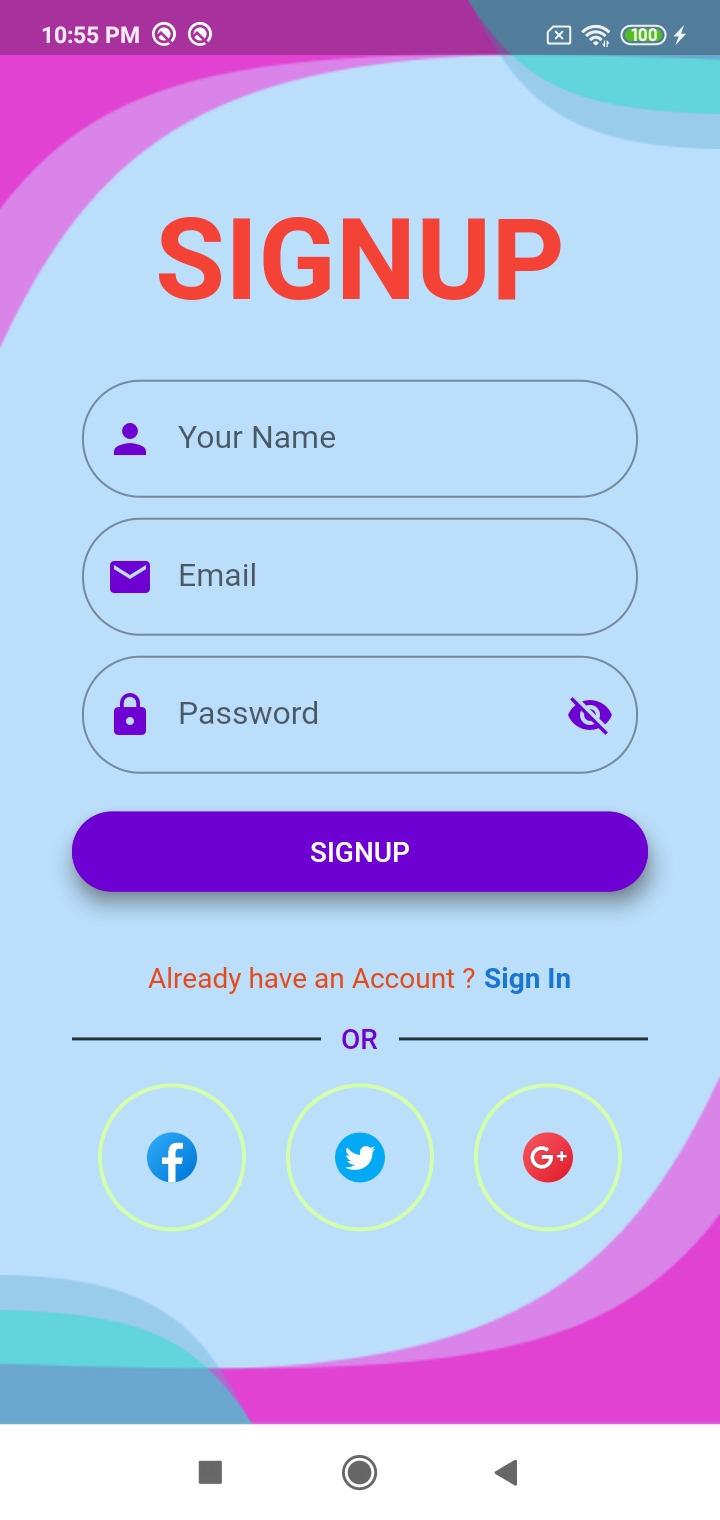 10:55 PM 100
SIGNUP
Your Name
Email
Password
SIGNUP
Already have an Account ? Sign In
OR
G+